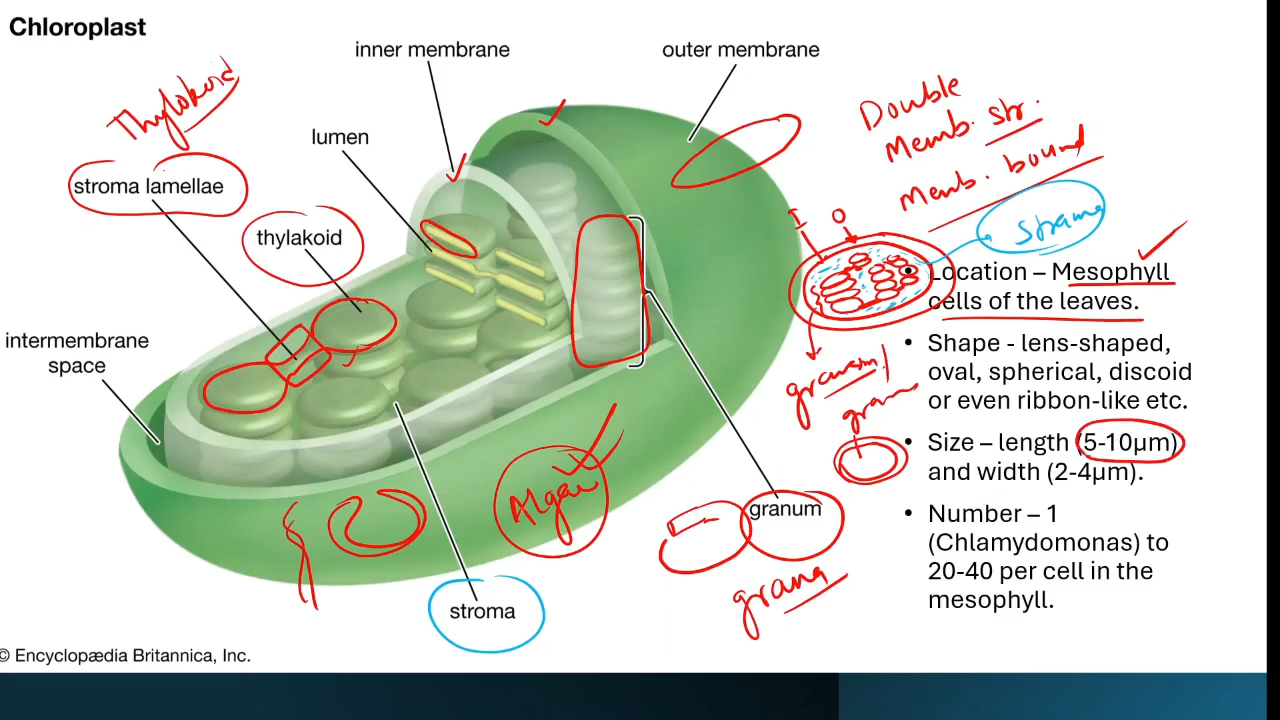 Chloroplast
inner membrane
outer membrane
Thylokoid
Double
Memb. str.
Memb. bound
lumen
stroma lamellae
thylakoid
I
O
intermembrane
space
• Location – Mesophyll
cells of the leaves.
• Shape - lens-shaped,
oval, spherical, discoid
or even ribbon-like etc.
• Size – length (5-10µm)
and width (2-4µm).
• Number – 1
(Chlamydomonas) to
20-40 per cell in the
mesophyll.
Algae
granum
grana
stroma
© Encyclopædia Britannica, Inc.